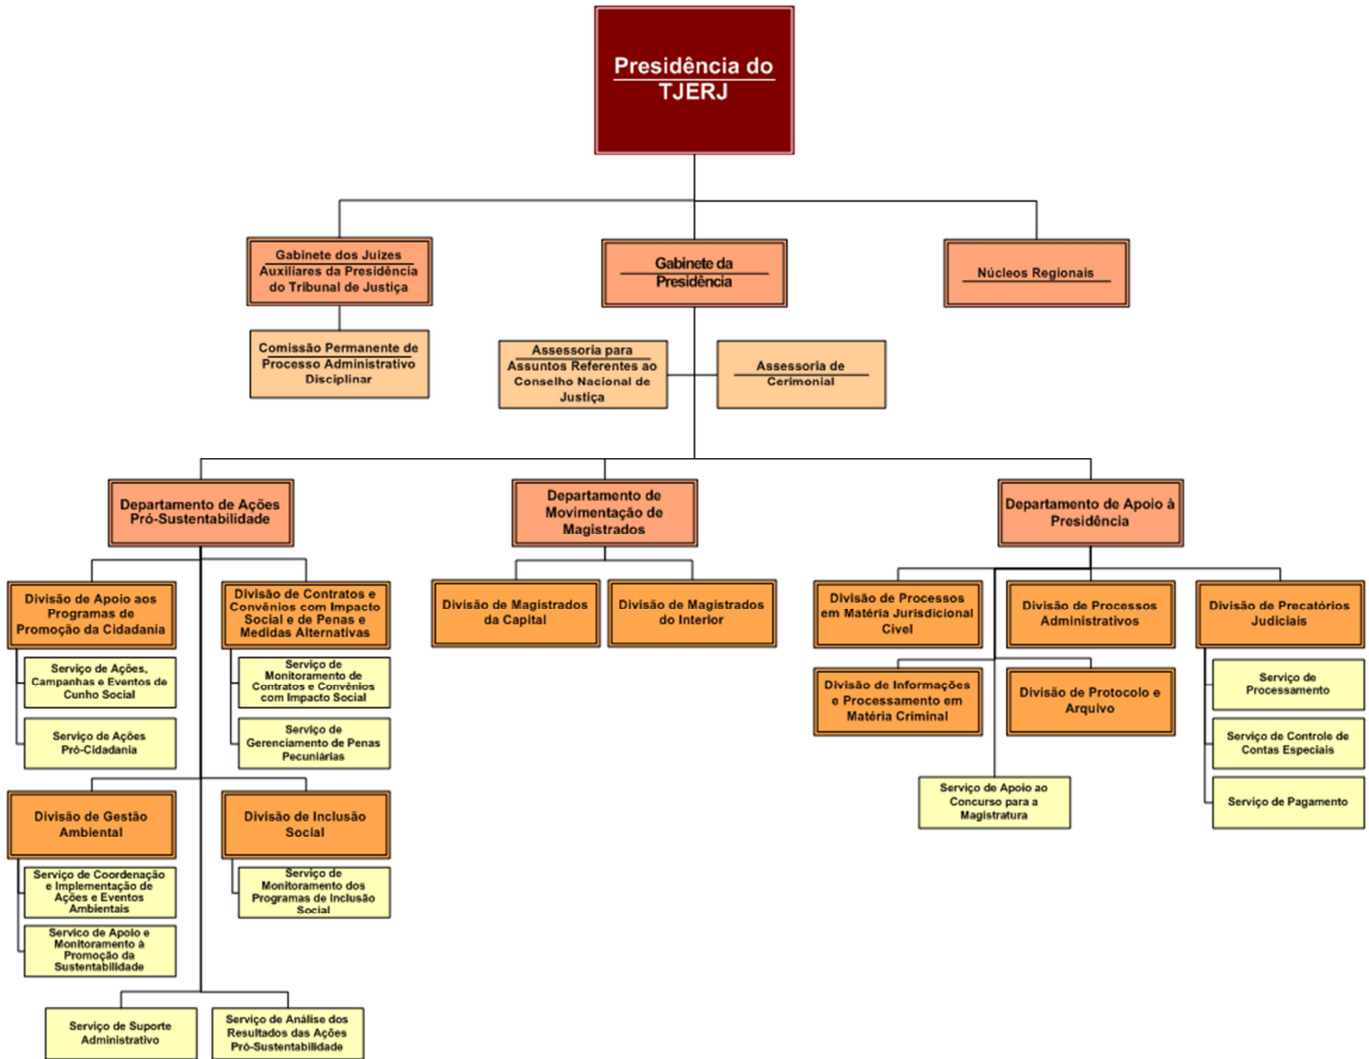 Presidência do
TJERJ
Gabinete dos Juízes
Auxiliares da Presidência
do Tribunal de Justiça
Gabinete da
Presidência
Núcleos Regionais
Comissão Permanente de
Processo Administrativo
Disciplinar
Assessoria para
Assuntos Referentes ao
Conselho Nacional de
Justiça
Assessoria de
Cerimonial
Departamento de Ações
Pró-Sustentabilidade
Departamento de
Movimentação de
Magistrados
Departamento de Apoio à
Presidência
Divisão de Apoio aos
Programas de
Promoção da Cidadania
Divisão de Contratos e
Convênios com Impacto
Social e de Penas e
Medidas Alternativas
Divisão de Magistrados
da Capital
Divisão de Magistrados
do Interior
Divisão de Processos
em Matéria Jurisdicional
Cível
Divisão de Processos
Administrativos
Divisão de Precatórios
Judiciais
Serviço de Ações,
Campanhas e Eventos de
Cunho Social
Serviço de
Monitoramento de
Contratos e Convênios
com Impacto Social
Divisão de Informações
e Processamento em
Matéria Criminal
Divisão de Protocolo e
Arquivo
Serviço de
Processamento
Serviço de Ações
Pró-Cidadania
Serviço de
Gerenciamento de Penas
Pecuniárias
Serviço de Controle de
Contas Especiais
Divisão de Gestão
Ambiental
Divisão de Inclusão
Social
Serviço de Apoio ao
Concurso para a
Magistratura
Serviço de Pagamento
Serviço de Coordenação
e Implementação de
Ações e Eventos
Ambientais
Serviço de
Monitoramento dos
Programas de Inclusão
Social
Servico de Apoio e
Monitoramento à
Promoção da
Sustentabilidade
Serviço de Suporte
Administrativo
Serviço de Análise dos
Resultados das Ações
Pró-Sustentabilidade